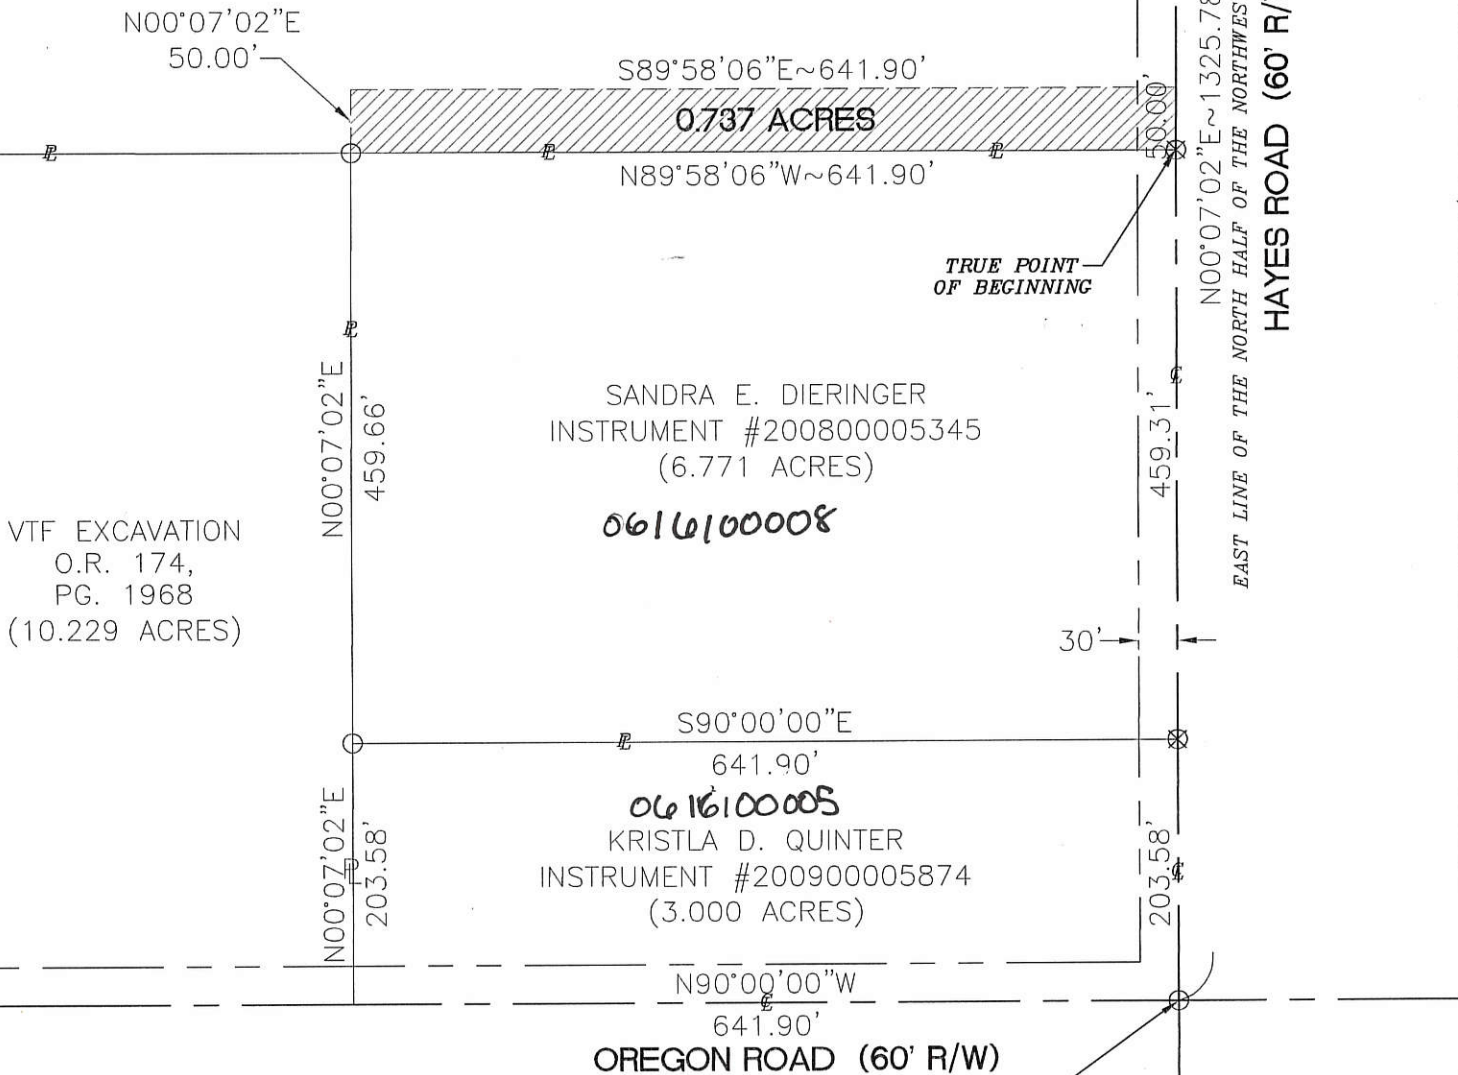 N00°07'02"E
50.00'
S89°58'06"E~641.90'
0.737 ACRES
N89°58'06"W~641.90'
50.00'
TRUE POINT
OF BEGINNING
N00°07'02"E~1325.78
EAST LINE OF THE NORTH HALF OF THE NORTHWES
HAYES ROAD (60' R/
N00°07'02"E
459.66'
SANDRA E. DIERINGER
INSTRUMENT #200800005345
(6.771 ACRES)
0616100008
459.31'
VTF EXCAVATION
O.R. 174,
PG. 1968
(10.229 ACRES)
30'
S90°00'00"E
641.90'
0616100005
KRISTLA D. QUINTER
INSTRUMENT #200900005874
(3.000 ACRES)
N00°07'02"E
203.58'
203.58'
N90°00'00"W
641.90'
OREGON ROAD (60' R/W)